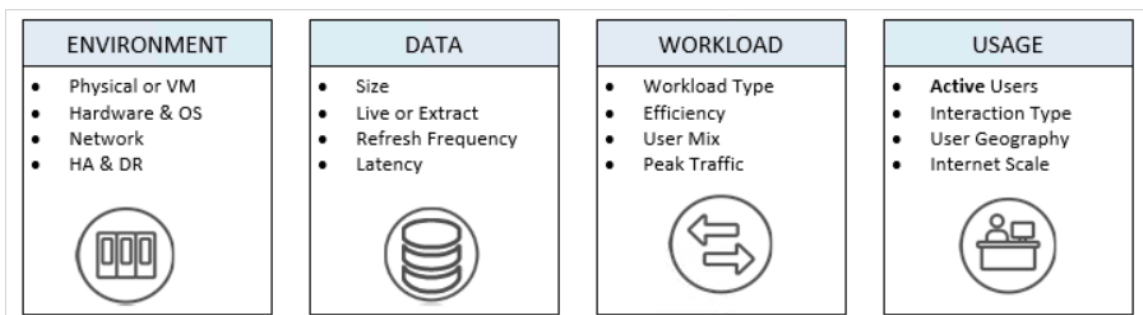 ENVIRONMENT
• Physical or VM
• Hardware & OS
• Network
• HA & DR
DATA
• Size
• Live or Extract
• Refresh Frequency
• Latency
WORKLOAD
• Workload Type
• Efficiency
• User Mix
• Peak Traffic
USAGE
• Active Users
• Interaction Type
• User Geography
• Internet Scale